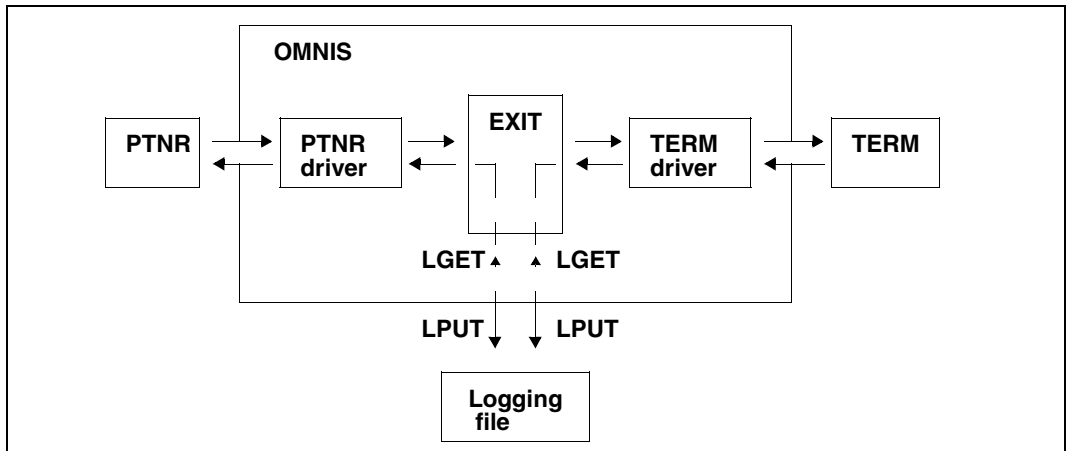 OMNIS
PTNR
PTNR
driver
EXIT
TERM
driver
TERM
LGET
LGET
LPUT
LPUT
Logging
file